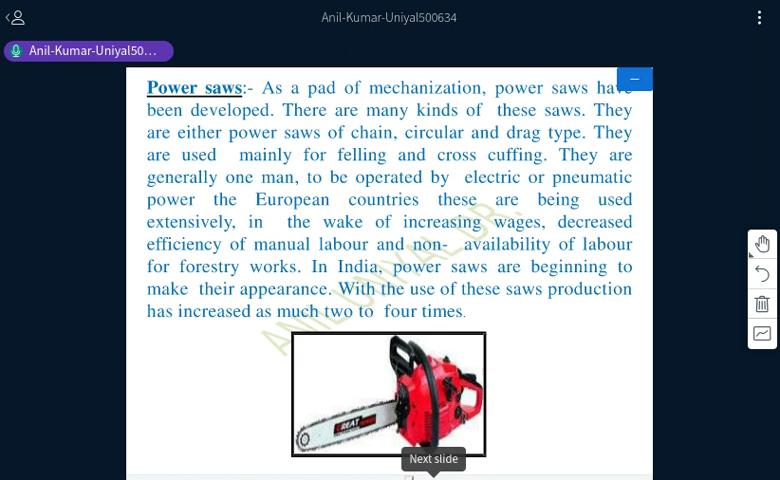 Anil-Kumar-Uniyal500634
Anil-Kumar-Uniyal50...
Power saws:- As a pad of mechanization, power saws have
been developed. There are many kinds of these saws. They
are either power saws of chain, circular and drag type. They
are used mainly for felling and cross cuffing. They are
generally one man, to be operated by electric or pneumatic
power the European countries these are being used
extensively, in the wake of increasing wages, decreased
efficiency of manual labour and non- availability of labour
for forestry works. In India, power saws are beginning to
make their appearance. With the use of these saws production
has increased as much two to four times.
ANIL UNIYAL DR.
Next slide